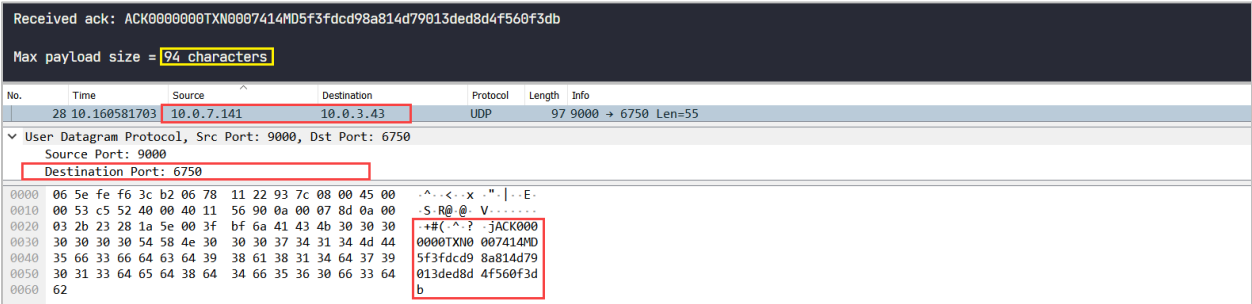 Received ack: ACK0000000TXN0007414MD5f3fdcd98a814d79013ded8d4f560f3db
Max payload size = 94 characters
No. Time Source Destination Protocol Length Info
28 10.160581703 10.0.7.141 10.0.3.43 UDP 97 9000 → 6750 Len=55
User Datagram Protocol, Src Port: 9000, Dst Port: 6750
Source Port: 9000
Destination Port: 6750
0000 06 5e fe f6 3c b2 06 78 11 22 93 7c 08 00 45 00 ·^··<··x ·"·|··E·
0010 00 53 c5 52 40 00 40 11 56 90 0a 00 07 8d 0a 00 ·S·R@·@· V·······
0020 03 2b 23 28 1a 5e 00 3f bf 6a 41 43 4b 30 30 30 ·+#(·^·? ·jACK000
0030 30 30 30 30 54 58 4e 30 30 30 37 34 31 34 4d 44 0000TXN0 007414MD
0040 35 66 33 66 64 63 64 39 38 61 38 31 34 64 37 39 5f3fdcd9 8a814d79
0050 30 31 33 64 65 64 38 64 34 66 35 36 30 66 33 64 013ded8d 4f560f3d
0060 62 b